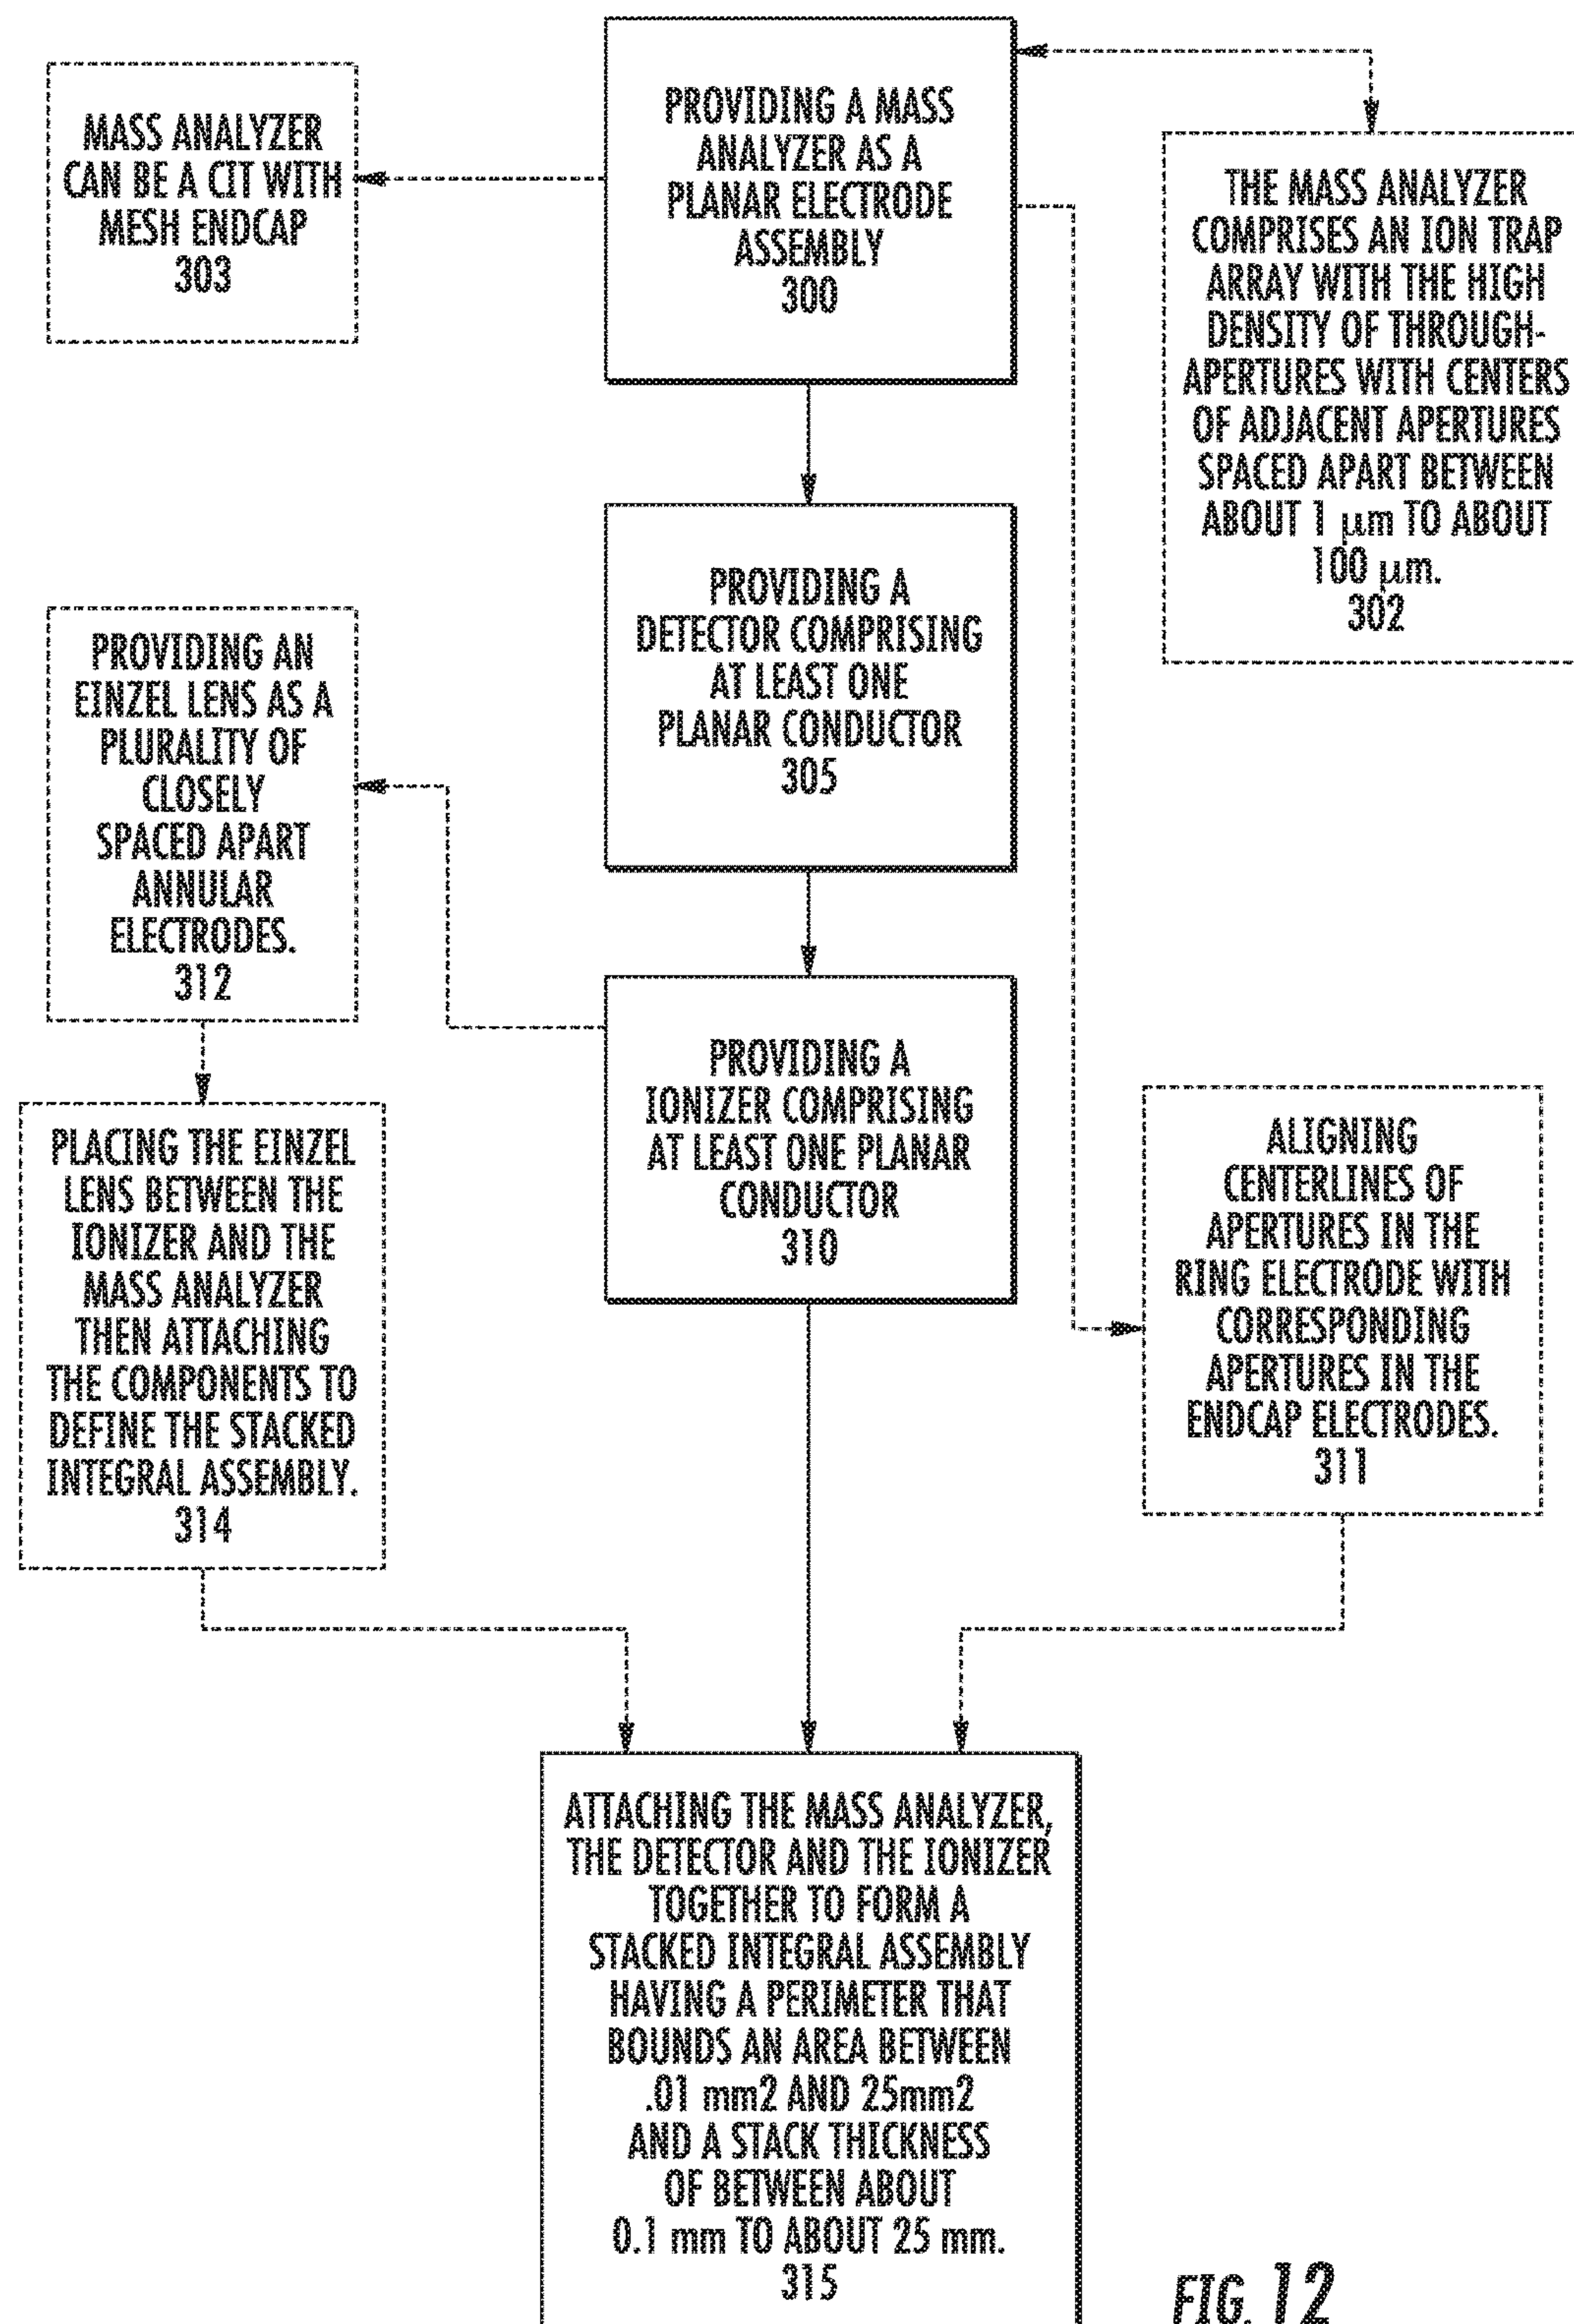 PROVIDING A MASS
ANALYZER AS A
PLANAR ELECTRODE
ASSEMBLY
300
MASS ANALYZER
CAN BE A CIT WITH
MESH ENDCAP
303
THE MASS ANALYZER
COMPRISES AN ION TRAP
ARRAY WITH THE HIGH
DENSITY OF THROUGH-
APERTURES WITH CENTERS
OF ADJACENT APERTURES
SPACED APART BETWEEN
ABOUT 1 μm TO ABOUT
100 μm.
302
PROVIDING A
DETECTOR COMPRISING
AT LEAST ONE
PLANAR CONDUCTOR
305
PROVIDING AN
EINZEL LENS AS A
PLURALITY OF
CLOSELY
SPACED APART
ANNULAR
ELECTRODES.
312
PROVIDING A
IONIZER COMPRISING
AT LEAST ONE PLANAR
CONDUCTOR
310
PLACING THE EINZEL
LENS BETWEEN THE
IONIZER AND THE
MASS ANALYZER
THEN ATTACHING
THE COMPONENTS TO
DEFINE THE STACKED
INTEGRAL ASSEMBLY.
314
ALIGNING
CENTERLINES OF
APERTURES IN THE
RING ELECTRODE WITH
CORRESPONDING
APERTURES IN THE
ENDCAP ELECTRODES.
311
ATTACHING THE MASS ANALYZER,
THE DETECTOR AND THE IONIZER
TOGETHER TO FORM A
STACKED INTEGRAL ASSEMBLY
HAVING A PERIMETER THAT
BOUNDS AN AREA BETWEEN
.01 mm2 AND 25mm2
AND A STACK THICKNESS
OF BETWEEN ABOUT
0.1 mm TO ABOUT 25 mm.
315
FIG. 12